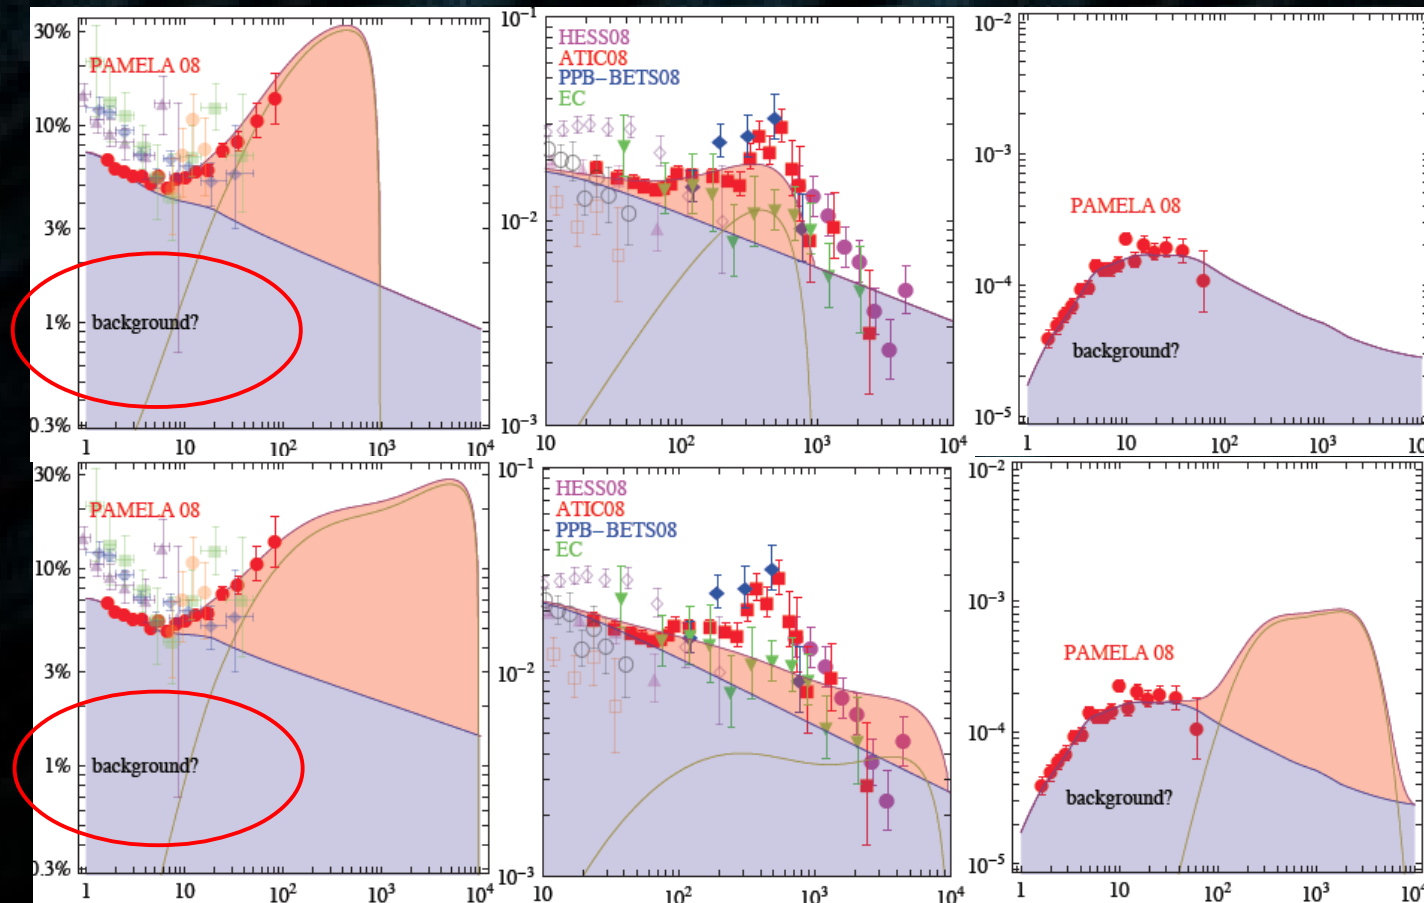 30%
10%
3%
1%
0.3%
PAMELA 08
background?
1 10 10² 10³ 10⁴
10⁻¹
10⁻²
10⁻³
HESS08
ATIC08
PPB–BETS08
EC
10 10² 10³ 10⁴
10⁻²
10⁻³
10⁻⁴
10⁻⁵
PAMELA 08
background?
1 10 10² 10³
30%
10%
3%
1%
0.3%
PAMELA 08
background?
1 10 10² 10³ 10⁴
10⁻¹
10⁻²
10⁻³
HESS08
ATIC08
PPB–BETS08
EC
10 10² 10³ 10⁴
10⁻²
10⁻³
10⁻⁴
10⁻⁵
PAMELA 08
background?
1 10 10² 10³